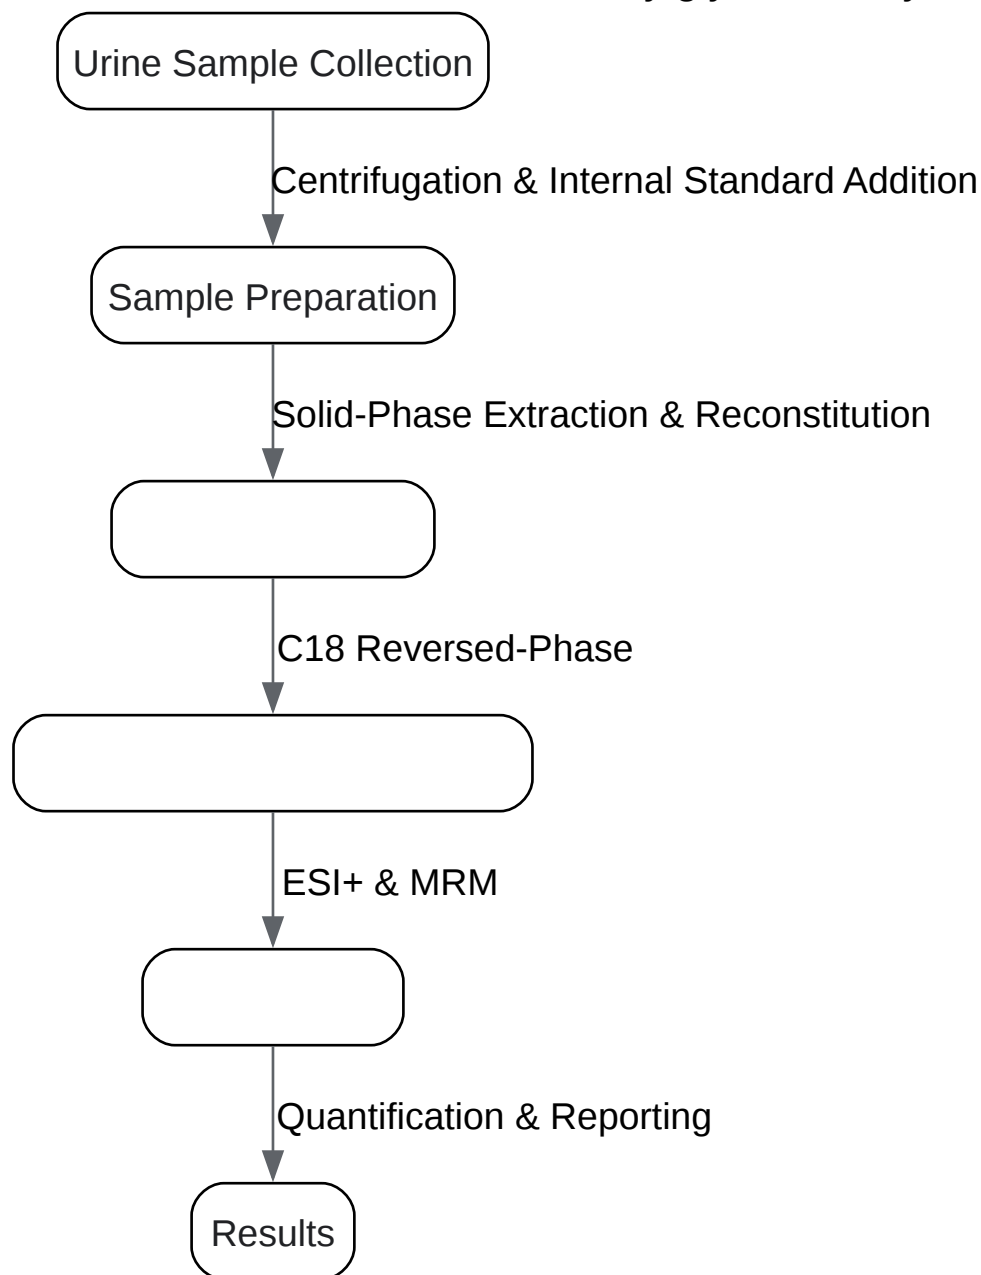 Urine Sample Collection
Centrifugation & Internal Standard Addition
Sample Preparation
Solid-Phase Extraction & Reconstitution
C18 Reversed-Phase
ESI+ & MRM
Quantification & Reporting
Results